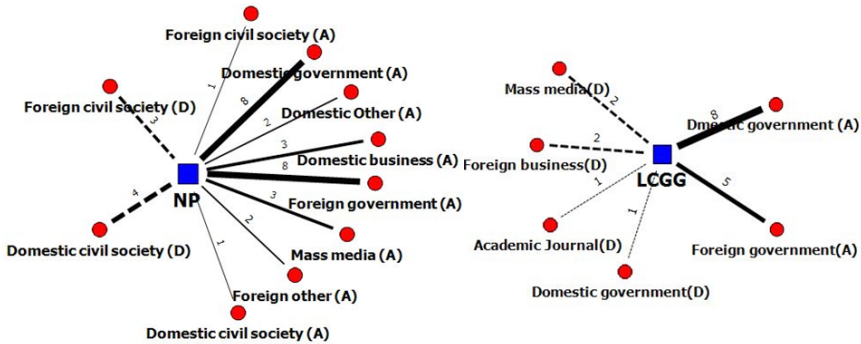 Foreign civil society (A)
1
Domestic government (A)
8
Foreign civil society (D)
3
Domestic Other (A)
2
3
Domestic business (A)
8
NP
4
Foreign government (A)
3
Domestic civil society (D)
Mass media (A)
2
1
Foreign other (A)
Domestic civil society (A)
Mass media(D)
2
8
Dmestic government (A)
2
Foreign business(D)
LCGG
1
5
1
Academic Journal(D)
Foreign government(A)
Domestic government(D)